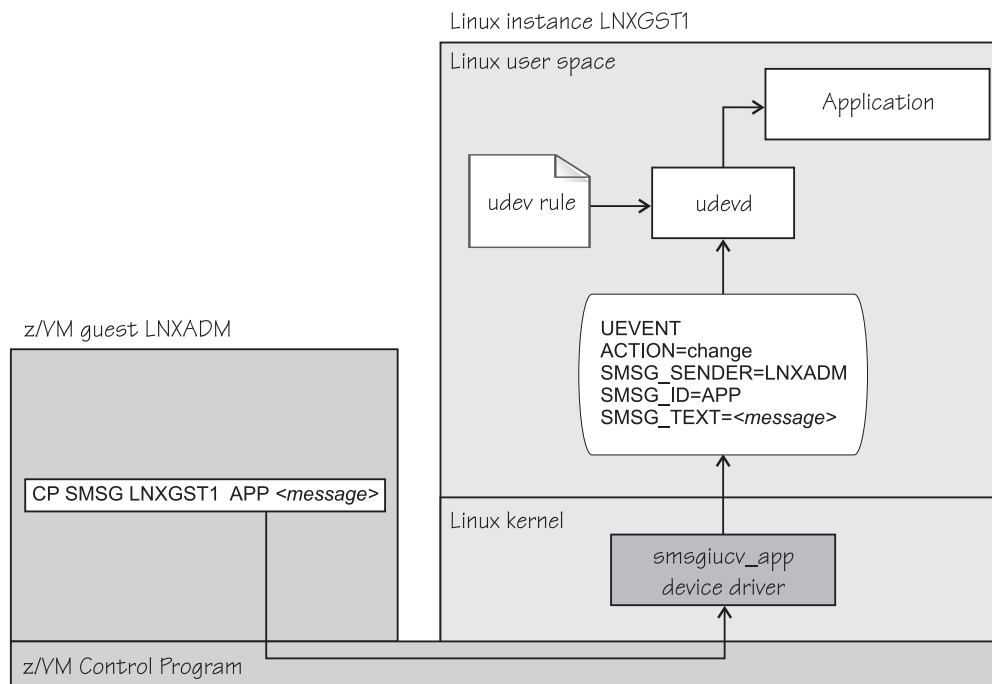 Linux instance LNXGST1
Linux user space
Application
udev rule
udevd
UEVENT
ACTION=change
SMSG_SENDER=LNXADM
SMSG_ID=APP
SMSG_TEXT=<message>
z/VM guest LNXADM
CP SMSG LNXGST1 APP <message>
Linux kernel
smsgiucv_app
device driver
z/VM Control Program